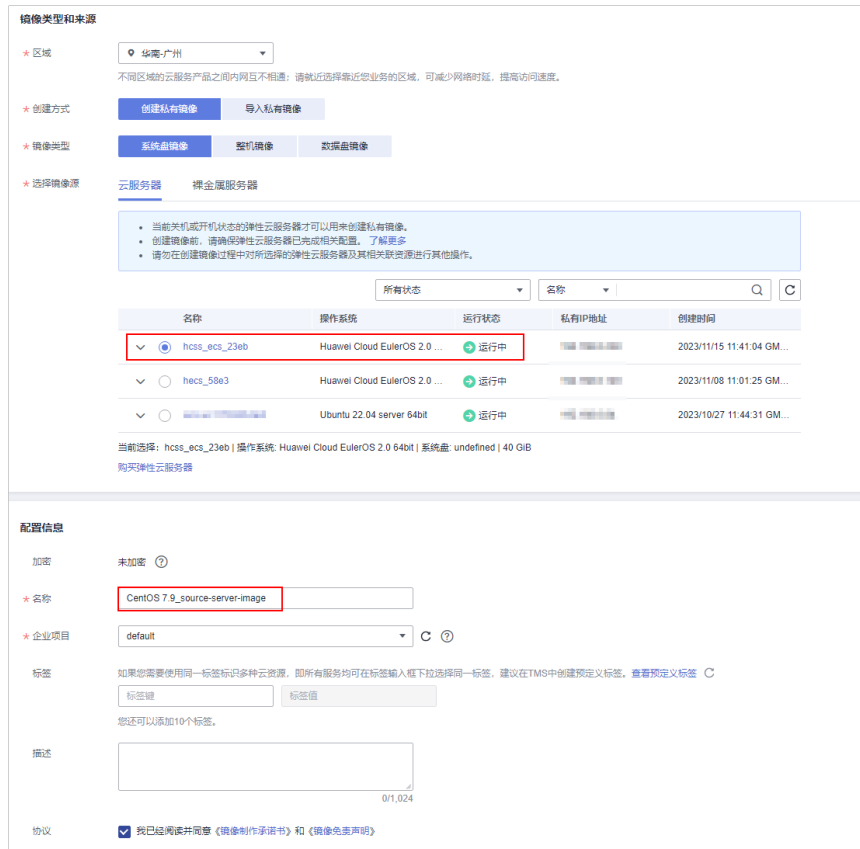 镜像类型和来源
★ 区域 华南-广州
不同区域的云服务产品之间内网互不相通；请就近选择靠近您业务的区域，可减少网络时延，提高访问速度。
★ 创建方式 创建私有镜像 导入私有镜像
★ 镜像类型 系统盘镜像 整机镜像 数据盘镜像
★ 选择镜像源 云服务器 裸金属服务器
• 当前关机或开机状态的弹性云服务器才可以用来创建私有镜像。
• 创建镜像前，请确保弹性云服务器已完成相关配置。 了解更多
• 请勿在创建镜像过程中对所选择的弹性云服务器及其相关联资源进行其他操作。
所有状态 名称
名称 操作系统 运行状态 私有IP地址 创建时间
hcss_ecs_23eb Huawei Cloud EulerOS 2.0 ... 运行中 2023/11/15 11:41:04 GM...
hecs_58e3 Huawei Cloud EulerOS 2.0 ... 运行中 2023/11/08 11:01:25 GM...
Ubuntu 22.04 server 64bit 运行中 2023/10/27 11:44:31 GM...
当前选择：hcss_ecs_23eb | 操作系统: Huawei Cloud EulerOS 2.0 64bit | 系统盘: undefined | 40 GiB
购买弹性云服务器
配置信息
加密 未加密 ?
★ 名称 CentOS 7.9_source-server-image
★ 企业项目 default ?
标签 如果您需要使用同一标签标识多种云资源，即所有服务均可在标签输入框下拉选择同一标签，建议在TMS中创建预定义标签。 查看预定义标签
标签键 标签值
您还可以添加10个标签。
描述
0/1,024
协议 我已经阅读并同意《镜像制作承诺书》和《镜像免责声明》